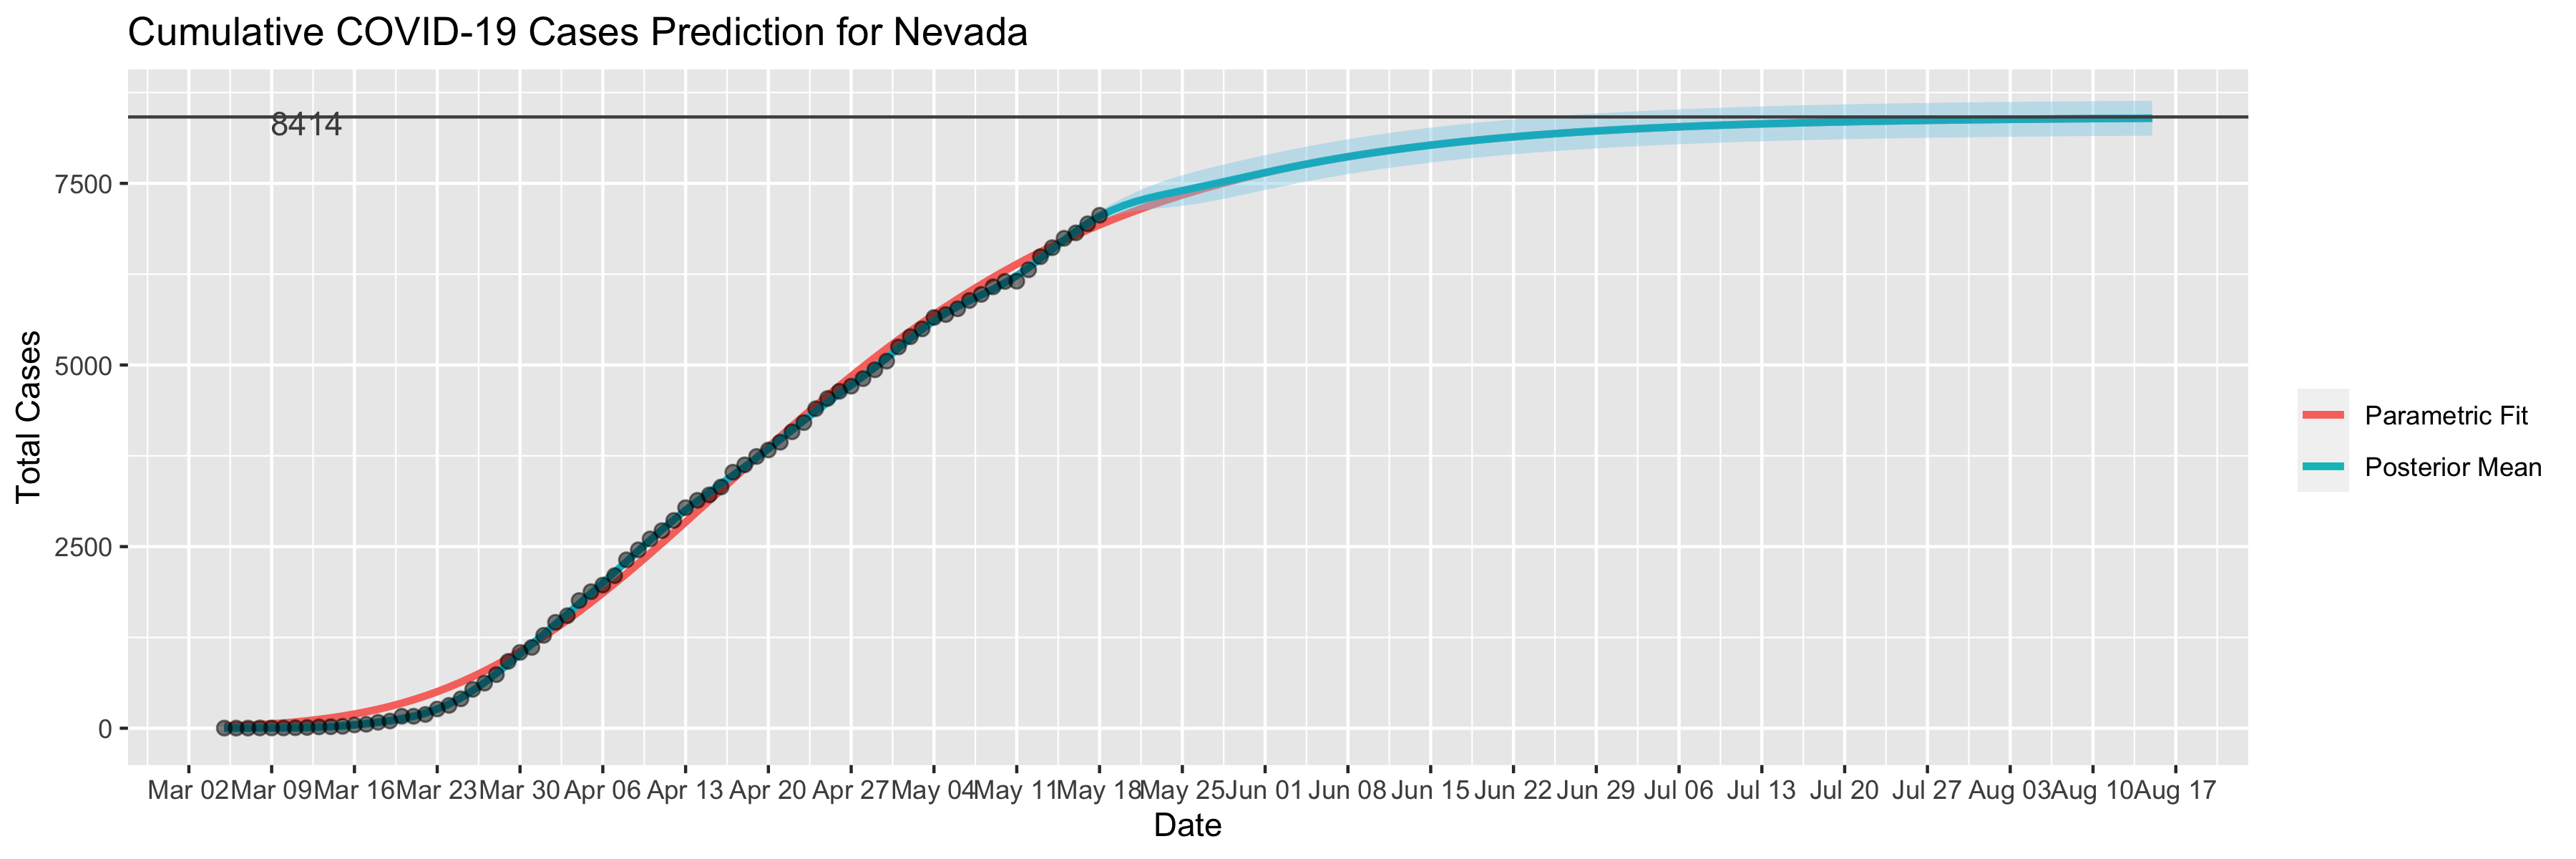 Cumulative COVID-19 Cases Prediction for Nevada
8414
7500
5000
2500
0
Total Cases
Mar 02 Mar 09 Mar 16 Mar 23 Mar 30 Apr 06 Apr 13 Apr 20 Apr 27 May 04 May 11 May 18 May 25 Jun 01 Jun 08 Jun 15 Jun 22 Jun 29 Jul 06 Jul 13 Jul 20 Jul 27 Aug 03 Aug 10 Aug 17
Date
Parametric Fit
Posterior Mean